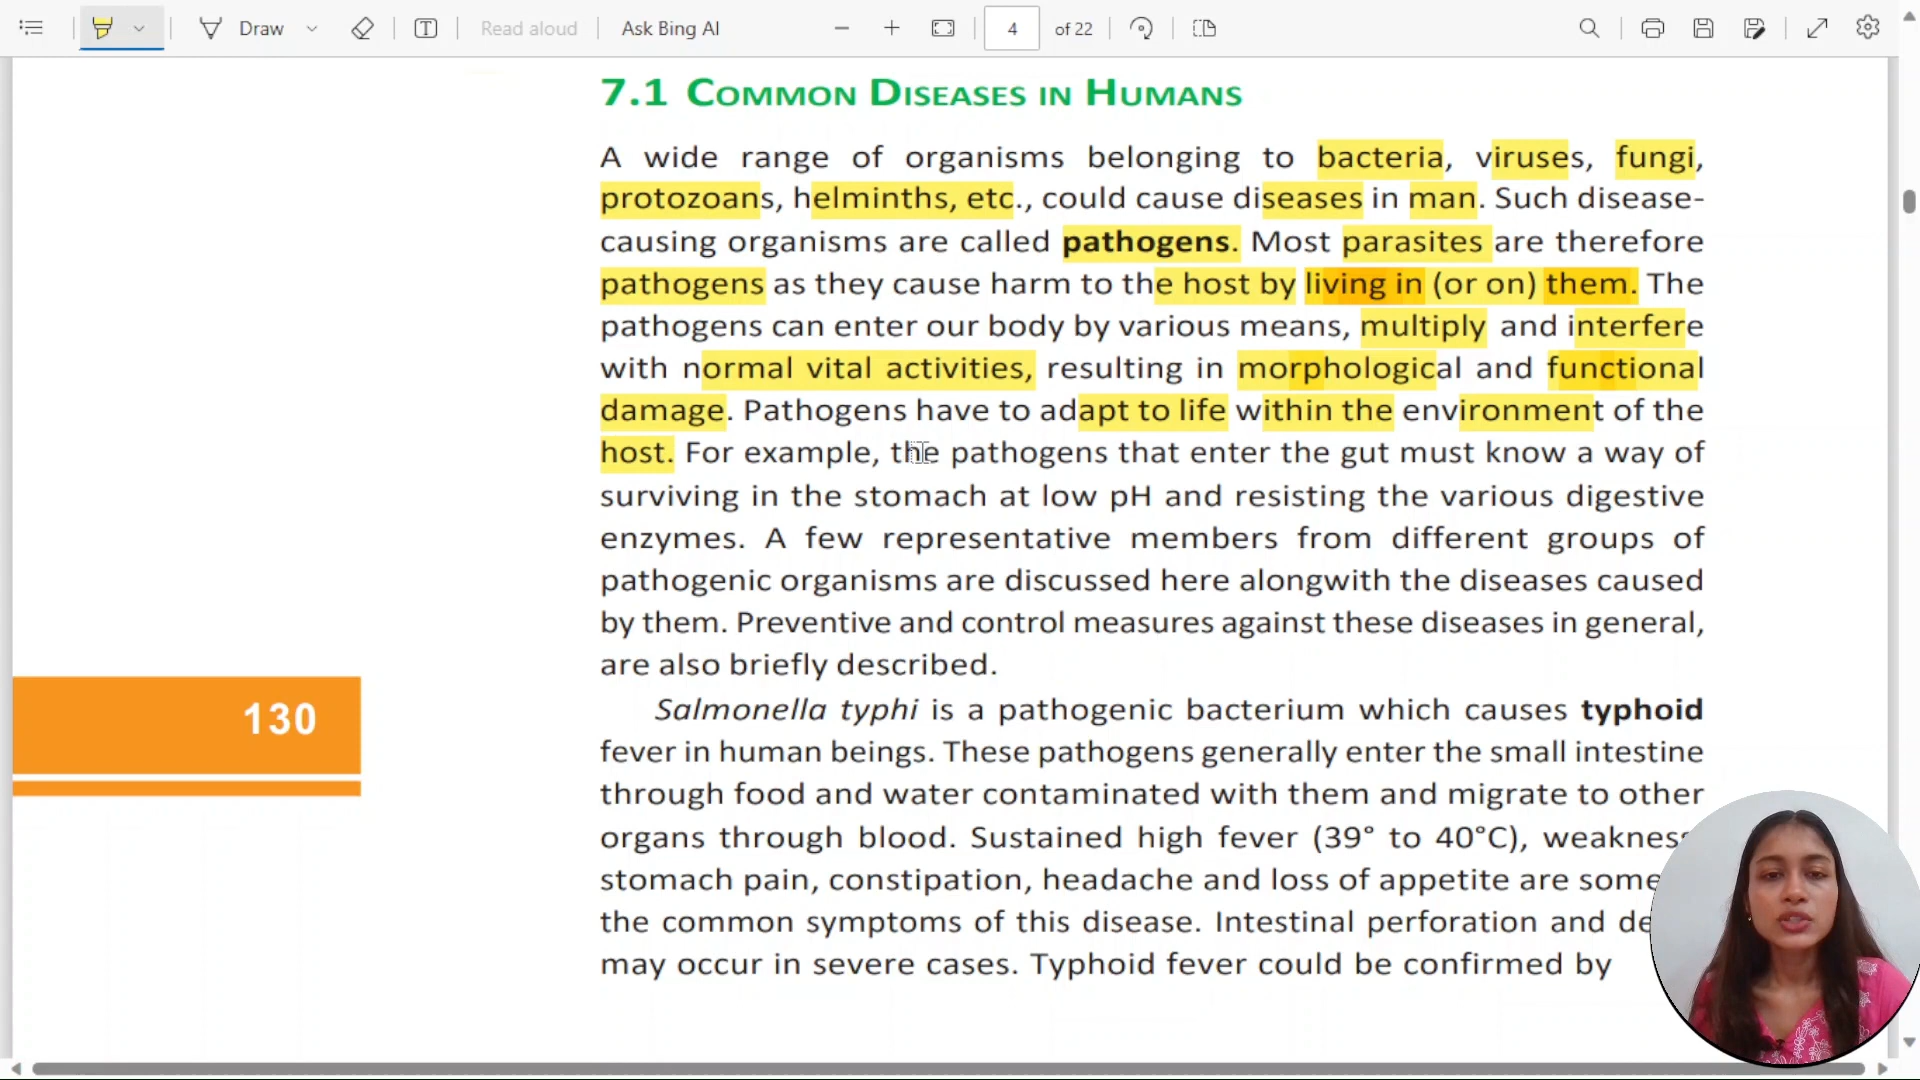 Draw
Read aloud
Ask Bing AI
4
of 22
7.1 COMMON DISEASES IN HUMANS
A wide range of organisms belonging to bacteria, viruses, fungi,
protozoans, helminths, etc., could cause diseases in man. Such disease-
causing organisms are called pathogens. Most parasites are therefore
pathogens as they cause harm to the host by living in (or on) them. The
pathogens can enter our body by various means, multiply and interfere
with normal vital activities, resulting in morphological and functional
damage. Pathogens have to adapt to life within the environment of the
host. For example, the pathogens that enter the gut must know a way of
surviving in the stomach at low pH and resisting the various digestive
enzymes. A few representative members from different groups of
pathogenic organisms are discussed here alongwith the diseases caused
by them. Preventive and control measures against these diseases in general,
are also briefly described.
130
Salmonella typhi is a pathogenic bacterium which causes typhoid
fever in human beings. These pathogens generally enter the small intestine
through food and water contaminated with them and migrate to other
organs through blood. Sustained high fever (39° to 40°C),
stomach pain, constipation, headache and loss of appetite are some
the common symptoms of this disease. Intestinal perforation and
may occur in severe cases. Typhoid fever could be confirmed by